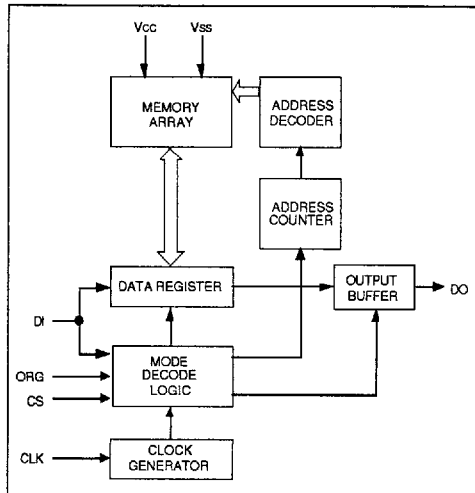 Vcc Vss
MEMORY
ARRAY
ADDRESS
DECODER
ADDRESS
COUNTER
DATA REGISTER
OUTPUT
BUFFER
DO
DI
MODE
DECODE
LOGIC
ORG
CS
CLK
CLOCK
GENERATOR